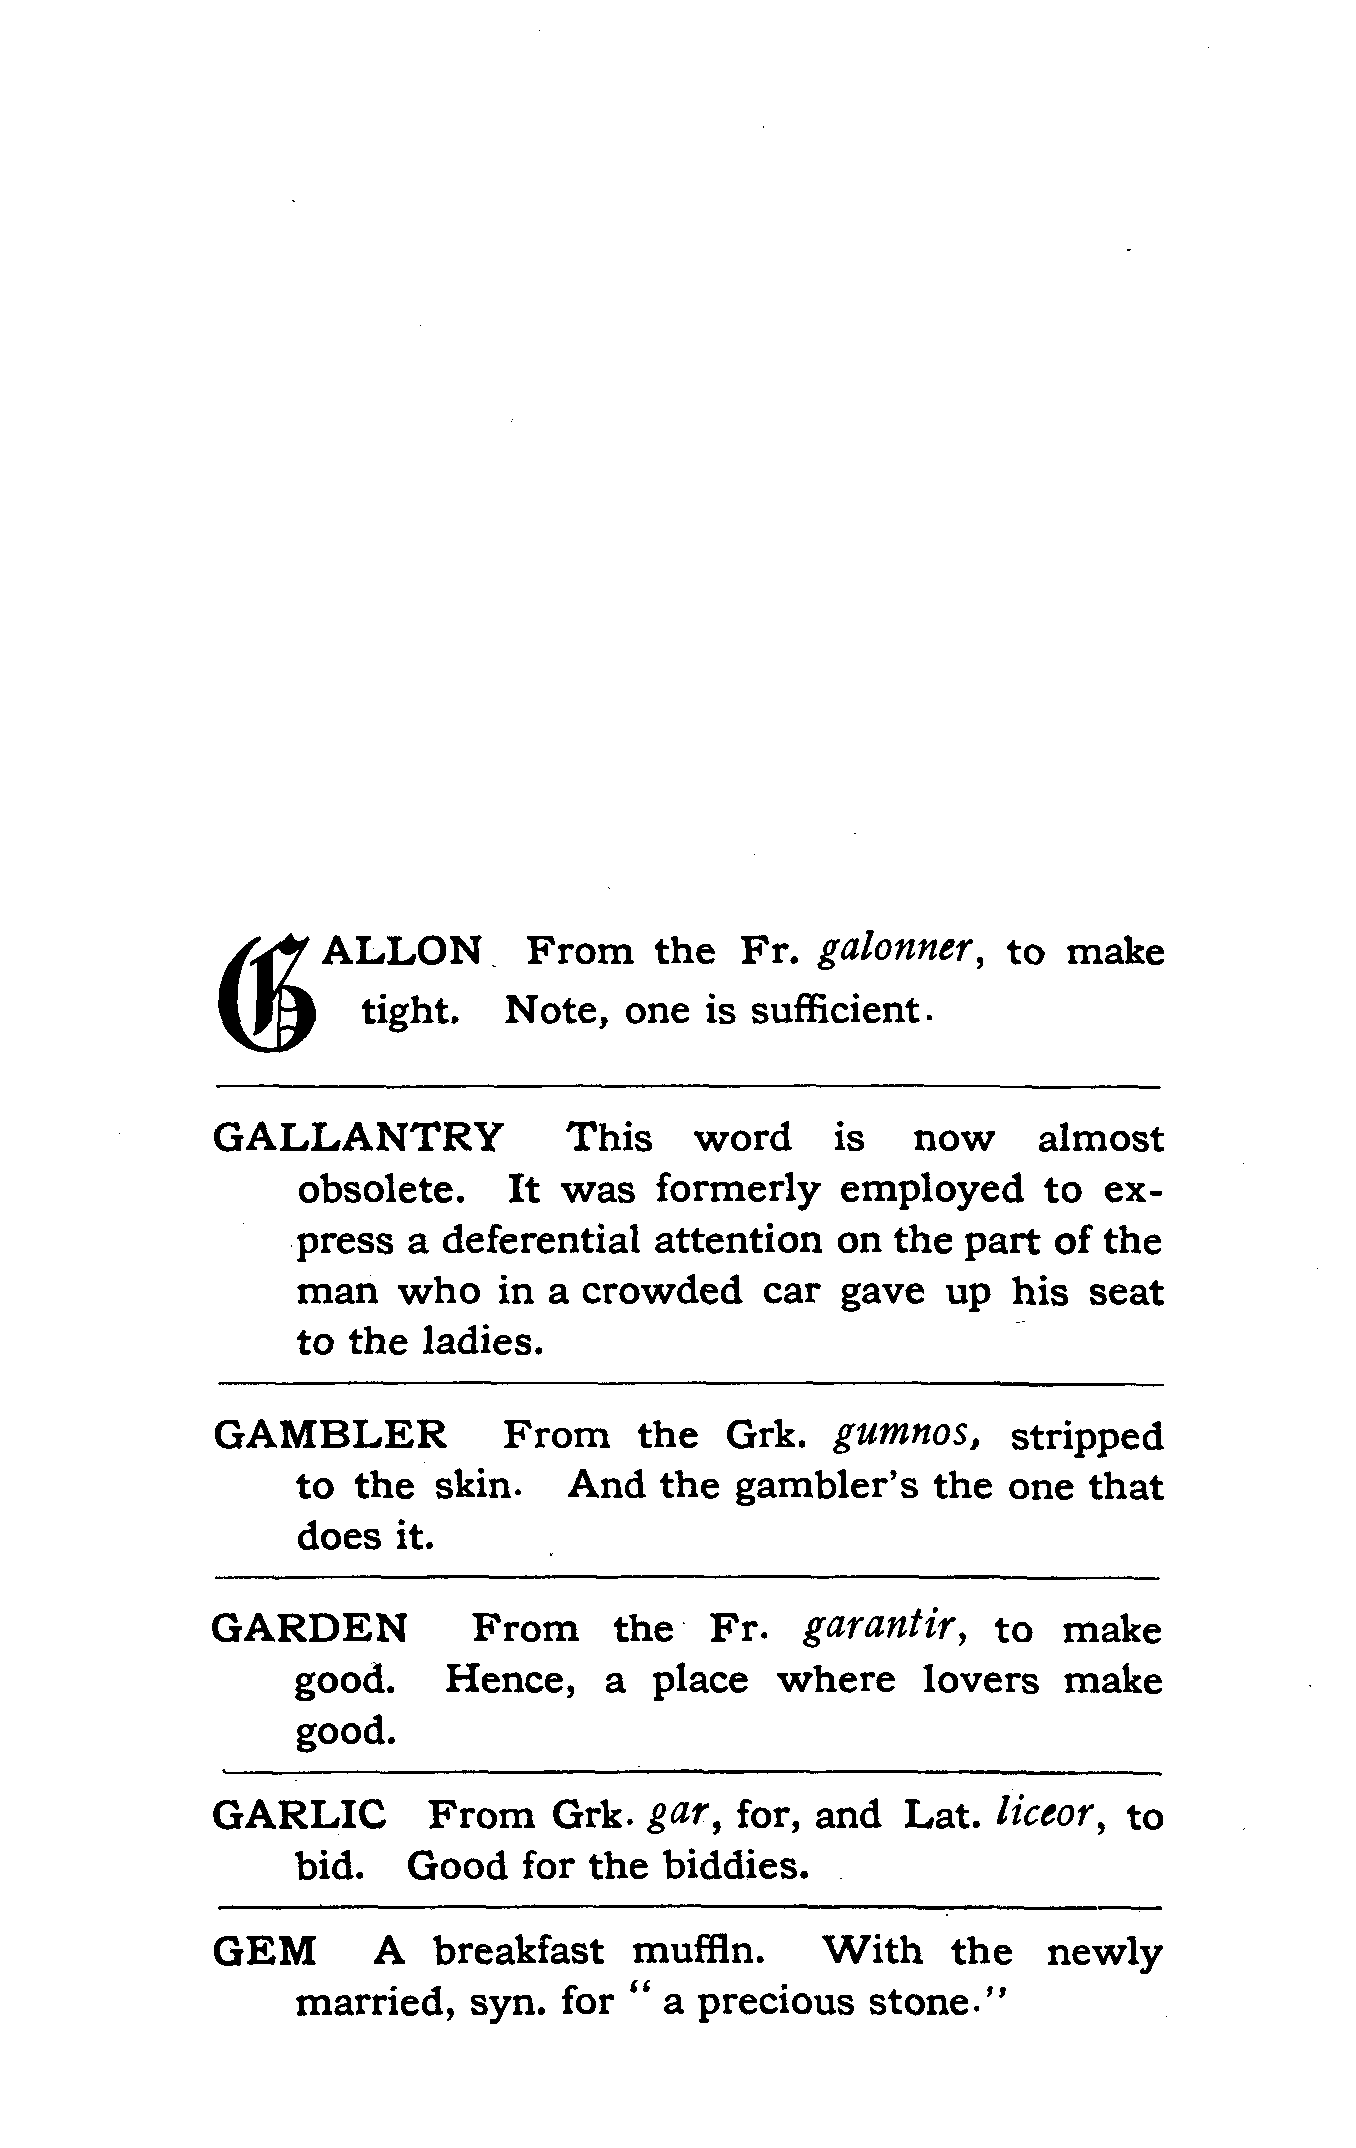 GALLON From the Fr. galonner, to make
tight. Note, one is sufficient.
GALLANTRY This word is now almost
obsolete. It was formerly employed to ex-
press a deferential attention on the part of the
man who in a crowded car gave up his seat
to the ladies.
GAMBLER From the Grk. gumnos, stripped
to the skin. And the gambler's the one that
does it.
GARDEN From the Fr. garantir, to make
good. Hence, a place where lovers make
good.
GARLIC From Grk. gar, for, and Lat. liceor, to
bid. Good for the biddies.
GEM A breakfast muffin. With the newly
married, syn. for “ a precious stone.”